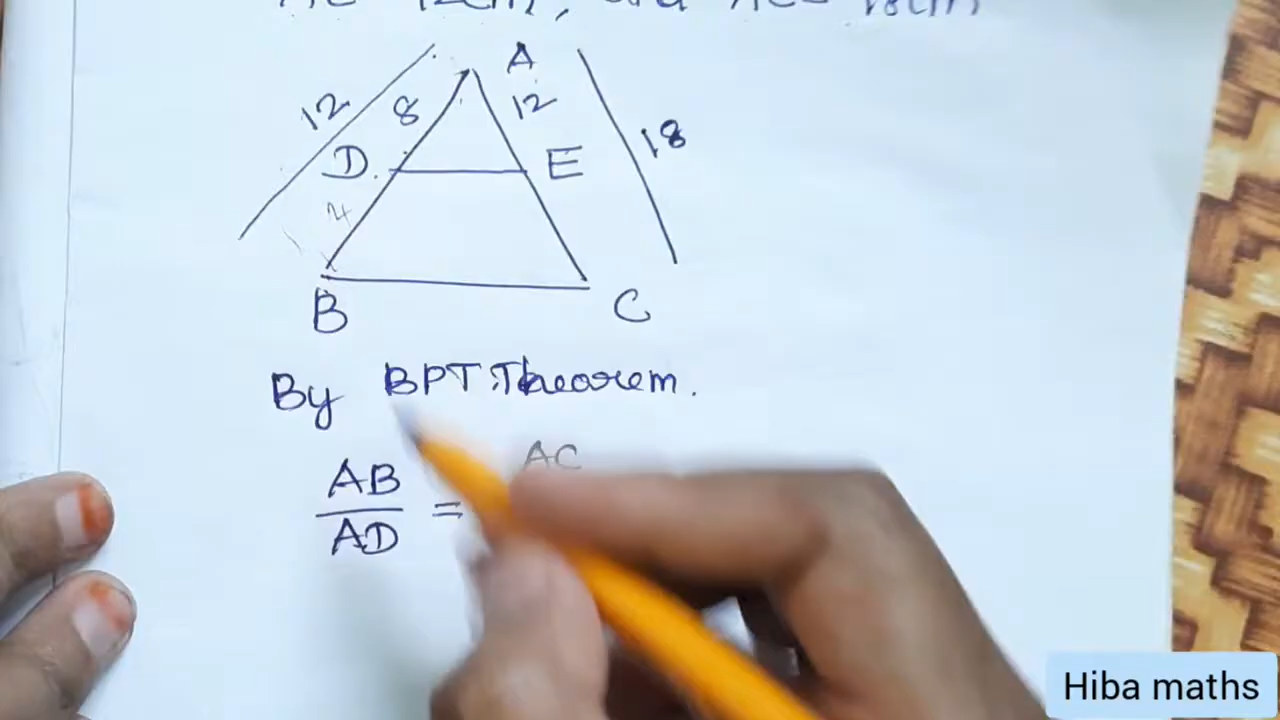 A
12
8
12
18
D.
E
4
B
C
By BPT Theorem.
AB
AD
=
AC
Hiba maths